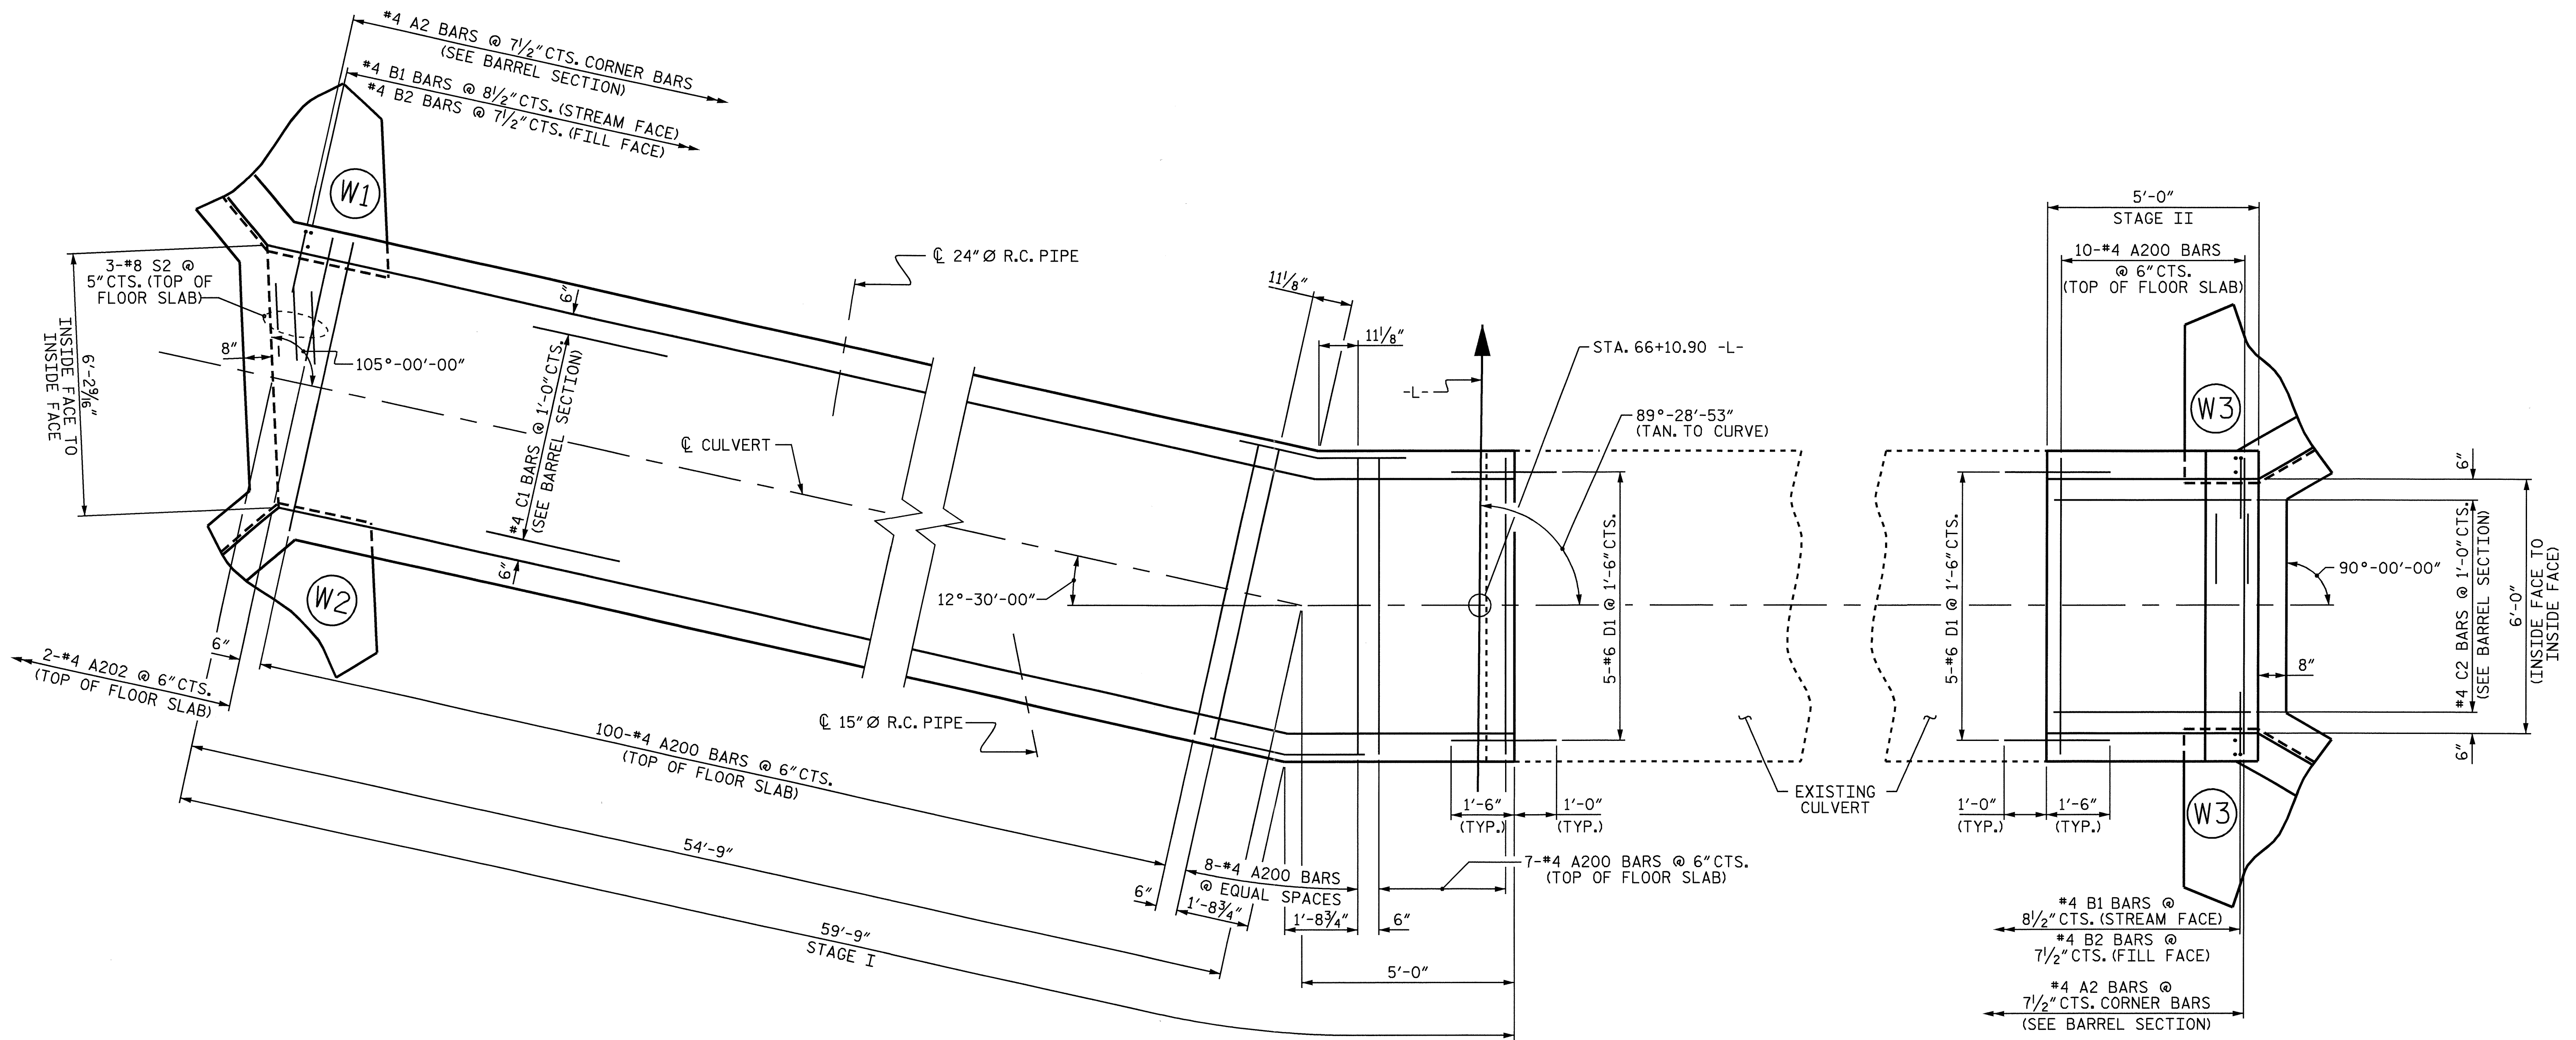 #4 A2 BARS @ 7½" CTS. CORNER BARS
(SEE BARREL SECTION)
#4 B1 BARS @ 8½" CTS. (STREAM FACE)
#4 B2 BARS @ 7½" CTS. (FILL FACE)
W1
3-#8 S2 @
5" CTS. (TOP OF
FLOOR SLAB)
8"
105°-00'-00"
6'-2 9/16"
INSIDE FACE TO
INSIDE FACE
6"
#4 C1 BARS @ 1'-0" CTS.
(SEE BARREL SECTION)
6"
℄ 24" Ø R.C. PIPE
℄ CULVERT
W2
6"
2-#4 A202 @ 6" CTS.
(TOP OF FLOOR SLAB)
100-#4 A200 BARS @ 6" CTS.
(TOP OF FLOOR SLAB)
54'-9"
59'-9"
STAGE I
℄ 15" Ø R.C. PIPE
12°-30'-00"
11⅛"
11⅛"
-L-
STA. 66+10.90 -L-
89°-28'-53"
(TAN. TO CURVE)
5-#6 D1 @ 1'-6" CTS.
1'-6"
(TYP.)
1'-0"
(TYP.)
7-#4 A200 BARS @ 6" CTS.
(TOP OF FLOOR SLAB)
8-#4 A200 BARS
@ EQUAL SPACES
6"
1'-8¾"
1'-8¾"
6"
5'-0"
EXISTING
CULVERT
5'-0"
STAGE II
10-#4 A200 BARS
@ 6" CTS.
(TOP OF FLOOR SLAB)
W3
5-#6 D1 @ 1'-6" CTS.
1'-0"
(TYP.)
1'-6"
(TYP.)
90°-00'-00"
8"
6"
#4 C2 BARS @ 1'-0" CTS.
(SEE BARREL SECTION)
6"
6'-0"
(INSIDE FACE TO
INSIDE FACE)
W3
#4 B1 BARS @
8½" CTS. (STREAM FACE)
#4 B2 BARS @
7½" CTS. (FILL FACE)
#4 A2 BARS @
7½" CTS. CORNER BARS
(SEE BARREL SECTION)